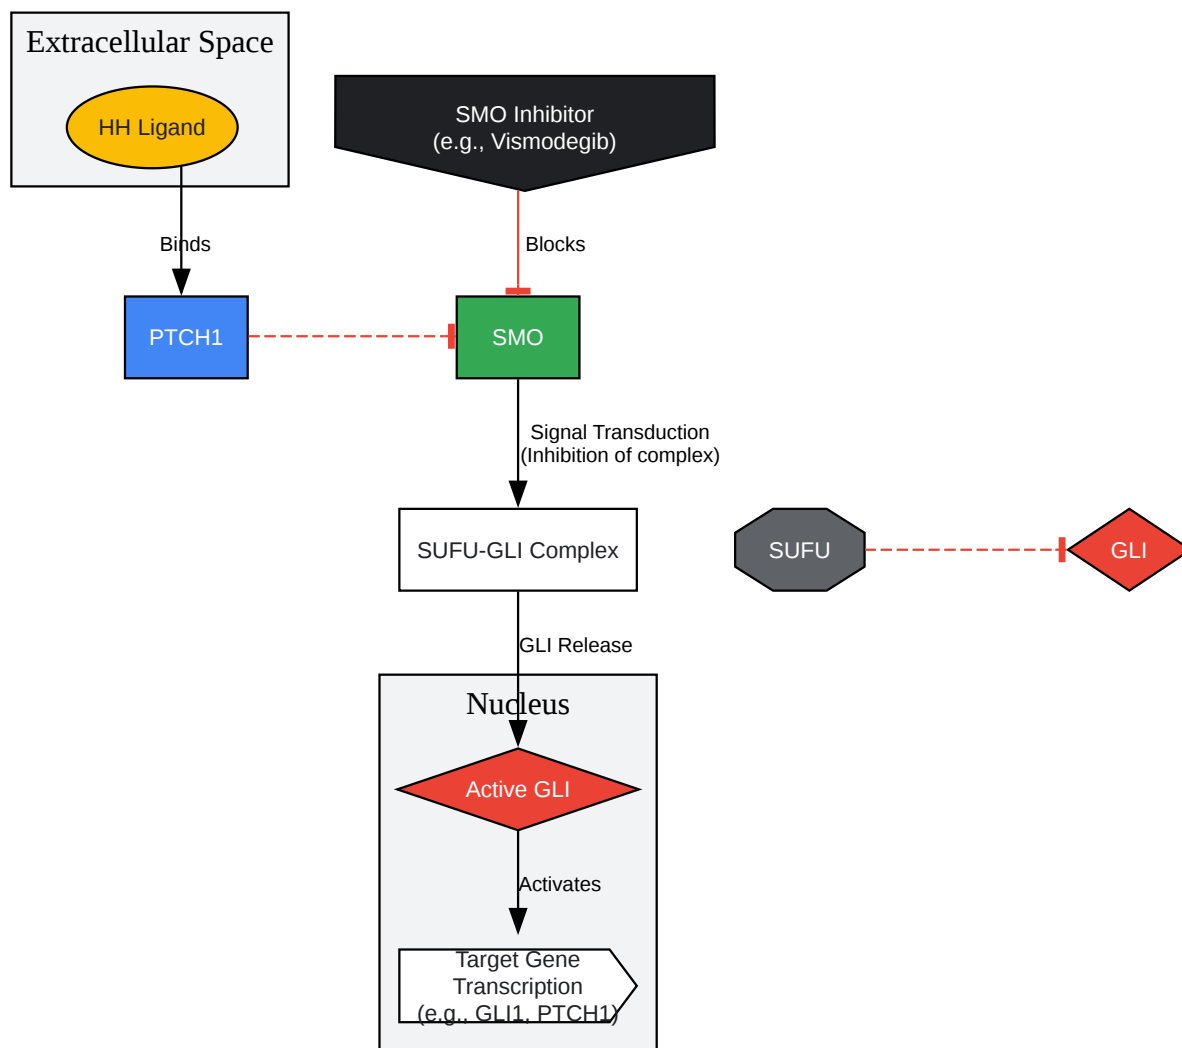 Extracellular Space
HH Ligand
SMO Inhibitor
(e.g., Vismodegib)
Binds
Blocks
PTCH1
SMO
Signal Transduction
(Inhibition of complex)
SUFU-GLI Complex
SUFU
GLI
GLI Release
Nucleus
Active GLI
Activates
Target Gene
Transcription
(e.g., GLI1, PTCH1)